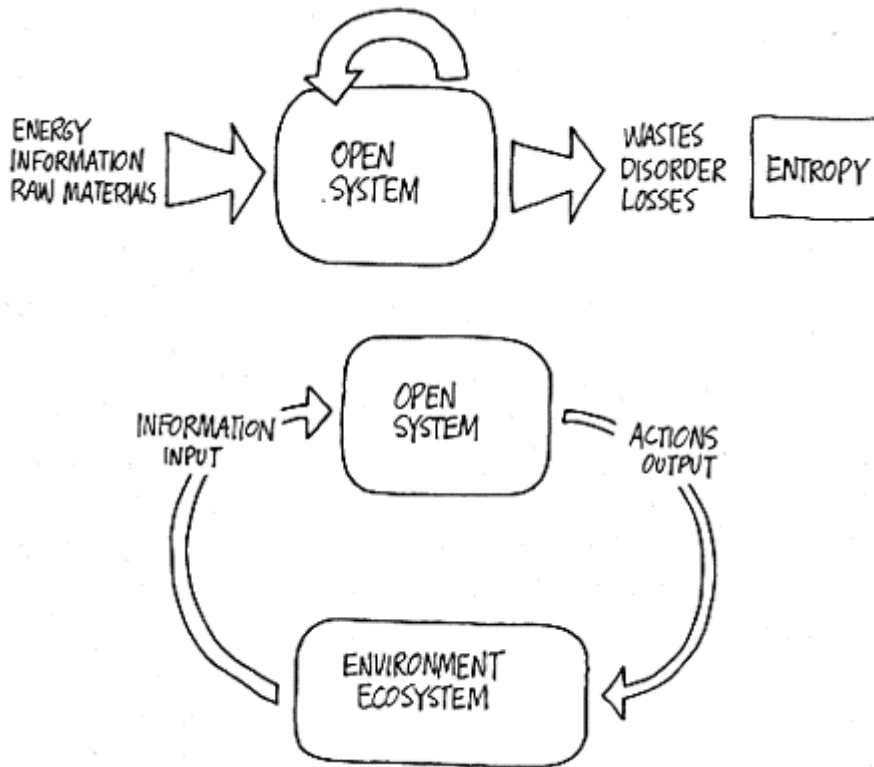 ENERGY
INFORMATION
RAW MATERIALS
OPEN
SYSTEM
WASTES
DISORDER
LOSSES
ENTROPY
OPEN
SYSTEM
INFORMATION
INPUT
ACTIONS
OUTPUT
ENVIRONMENT
ECOSYSTEM